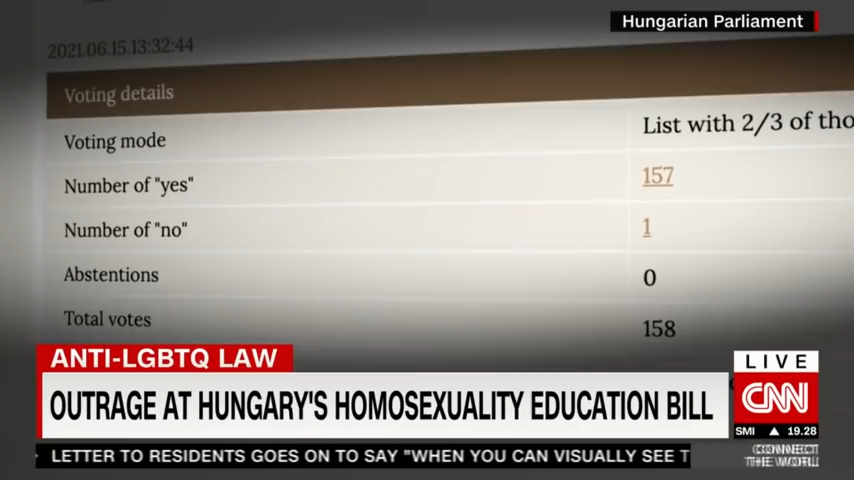 Hungarian Parliament
2021.06.15.13:32:44
Voting details
Voting mode
List with 2/3 of tho
Number of "yes"
157
Number of "no"
1
Abstentions
0
Total votes
158
ANTI-LGBTQ LAW
OUTRAGE AT HUNGARY'S HOMOSEXUALITY EDUCATION BILL
LIVE
CNN
SMI ▲ 19.28
LETTER TO RESIDENTS GOES ON TO SAY "WHEN YOU CAN VISUALLY SEE T
CONNECT
THE WORL